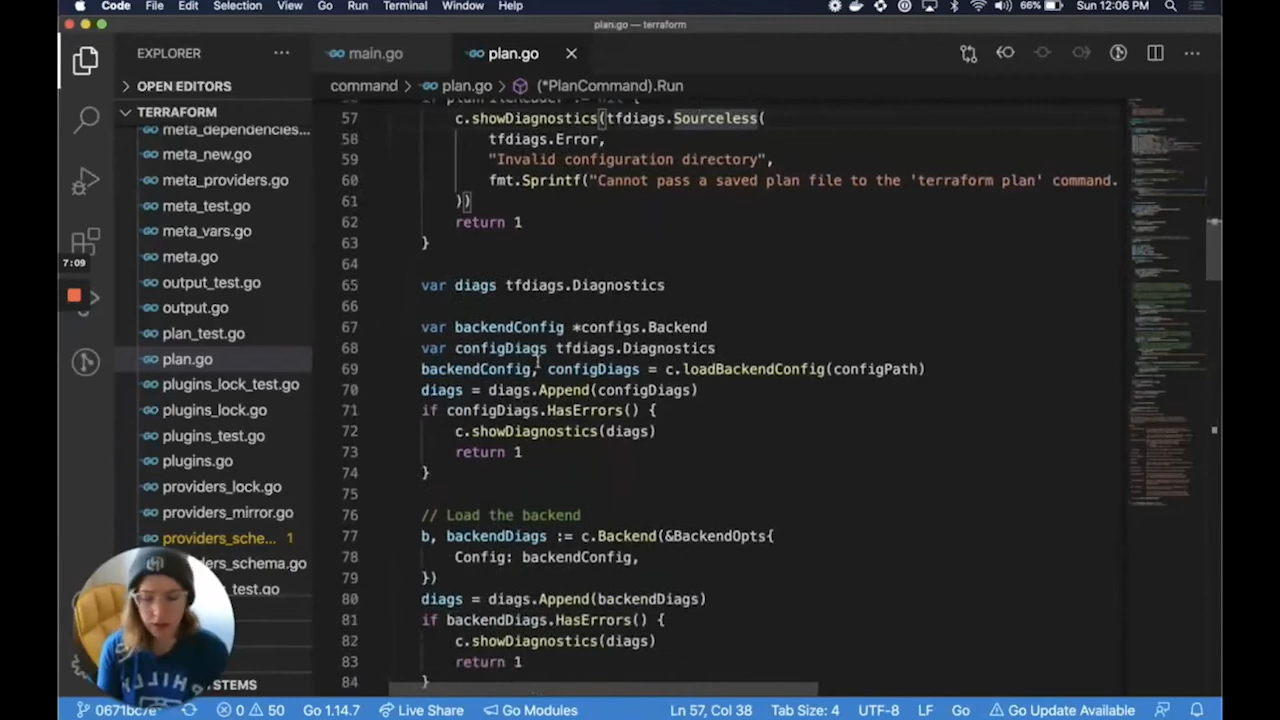 Code File Edit Selection View Go Run Terminal Window Help 66% Sun 12:06 PM
plan.go — terraform
EXPLORER
main.go
plan.go
OPEN EDITORS
command > plan.go > (*PlanCommand).Run
TERRAFORM
meta_dependencies...
meta_new.go
meta_providers.go
meta_test.go
meta_vars.go
meta.go
7:09
output_test.go
output.go
plan_test.go
plan.go
plugins_lock_test.go
plugins_lock.go
plugins_test.go
plugins.go
providers_lock.go
providers_mirror.go
providers_sche... 1
ders_schema.go
_test.go
57 c.showDiagnostics(tfdiags.Sourceless(
58 tfdiags.Error,
59 "Invalid configuration directory",
60 fmt.Sprintf("Cannot pass a saved plan file to the 'terraform plan' command.
61 ))
62 return 1
63 }
64
65 var diags tfdiags.Diagnostics
66
67 var backendConfig *configs.Backend
68 var configDiags tfdiags.Diagnostics
69 backendConfig, configDiags = c.loadBackendConfig(configPath)
70 diags = diags.Append(configDiags)
71 if configDiags.HasErrors() {
72 c.showDiagnostics(diags)
73 return 1
74 }
75
76 // Load the backend
77 b, backendDiags := c.Backend(&BackendOpts{
78 Config: backendConfig,
79 })
80 diags = diags.Append(backendDiags)
81 if backendDiags.HasErrors() {
82 c.showDiagnostics(diags)
83 return 1
84 }
YSTEMS
0671bc7e 0 50 Go 1.14.7 Live Share Go Modules Ln 57, Col 38 Tab Size: 4 UTF-8 LF Go Go Update Available